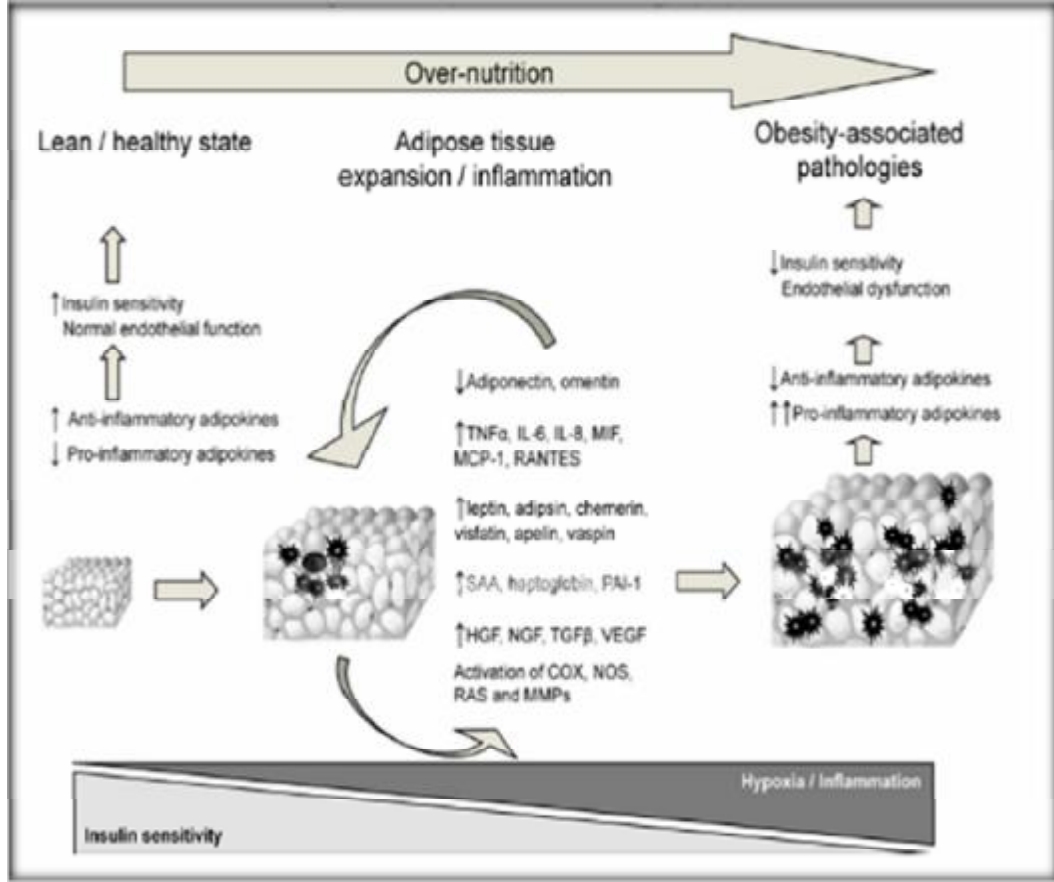 Over-nutrition
Lean / healthy state
Adipose tissue
expansion / inflammation
Obesity-associated
pathologies
↑Insulin sensitivity
Normal endothelial function
↑ Anti-inflammatory adipokines
↓ Pro-inflammatory adipokines
↓Adiponectin, omentin
↑TNFα, IL-6, IL-8, MIF,
MCP-1, RANTES
↑leptin, adipsin, chemerin,
visfatin, apelin, vaspin
↑SAA, haptoglobin, PAI-1
↑HGF, NGF, TGFβ, VEGF
Activation of COX, NOS,
RAS and MMPs
↓Insulin sensitivity
Endothelial dysfunction
↓Anti-inflammatory adipokines
↑↑Pro-inflammatory adipokines
Hypoxia / Inflammation
Insulin sensitivity